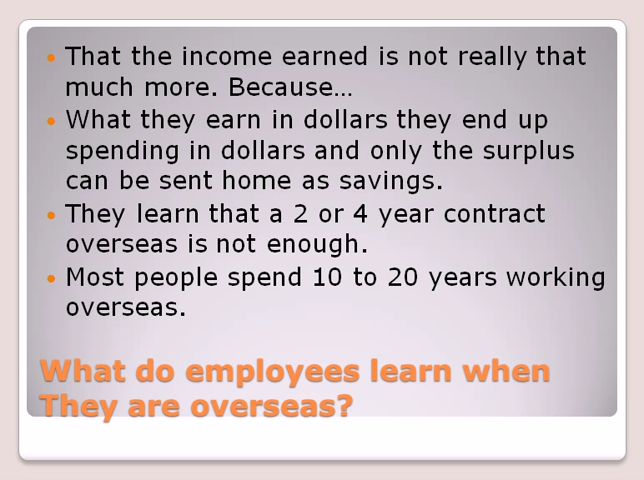 That the income earned is not really that
much more. Because…
What they earn in dollars they end up
spending in dollars and only the surplus
can be sent home as savings.
They learn that a 2 or 4 year contract
overseas is not enough.
Most people spend 10 to 20 years working
overseas.
What do employees learn when
They are overseas?